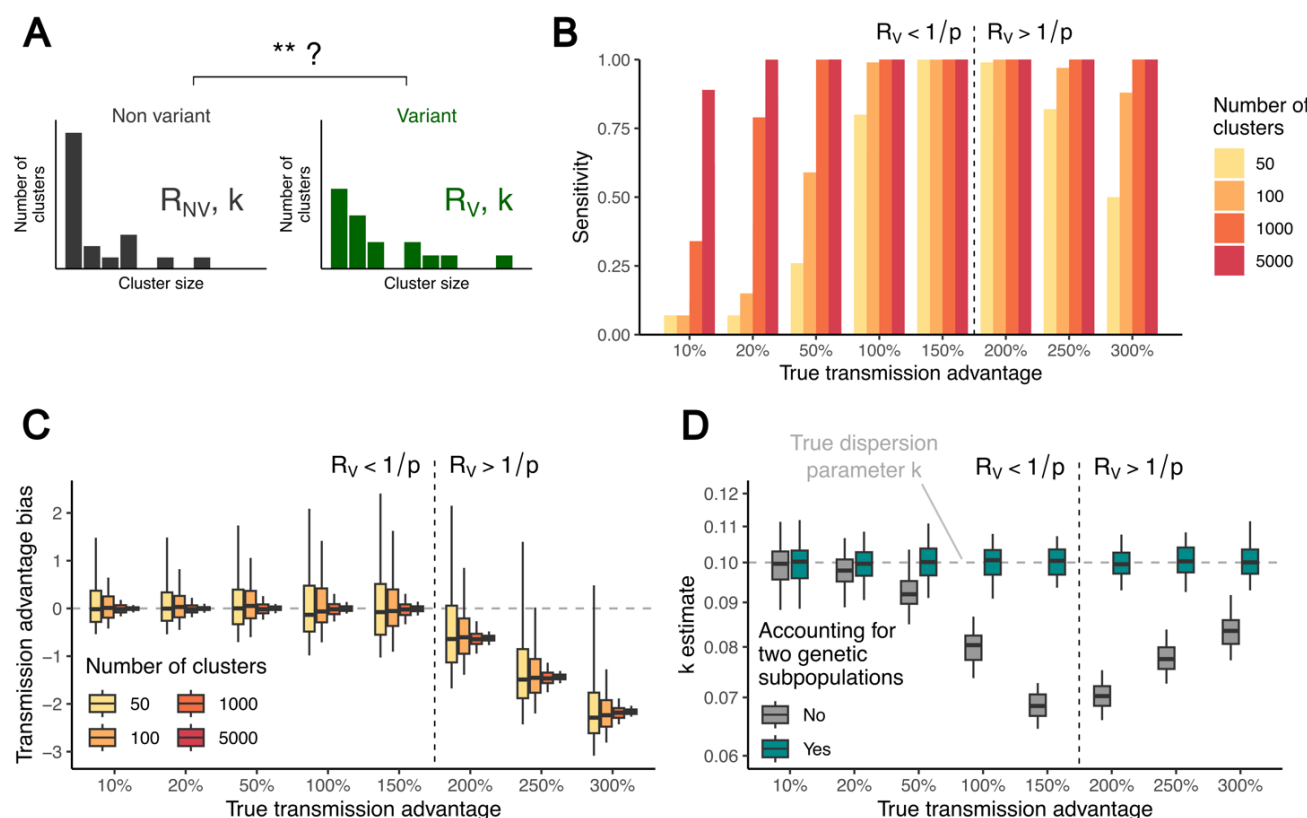 A
** ?
Non variant
Variant
Number of
clusters
R_NV, k
Cluster size
Number of
clusters
R_V, k
Cluster size
B
R_V < 1/p
R_V > 1/p
Sensitivity
1.00
0.75
0.50
0.25
0.00
10%
20%
50%
100%
150%
200%
250%
300%
True transmission advantage
Number of
clusters
50
100
1000
5000
C
R_V < 1/p
R_V > 1/p
Transmission advantage bias
2
1
0
−1
−2
−3
Number of clusters
50
1000
100
5000
10%
20%
50%
100%
150%
200%
250%
300%
True transmission advantage
D
True dispersion
parameter k
R_V < 1/p
R_V > 1/p
k estimate
0.12
0.11
0.10
0.09
0.08
0.07
0.06
Accounting for
two genetic
subpopulations
No
Yes
10%
20%
50%
100%
150%
200%
250%
300%
True transmission advantage